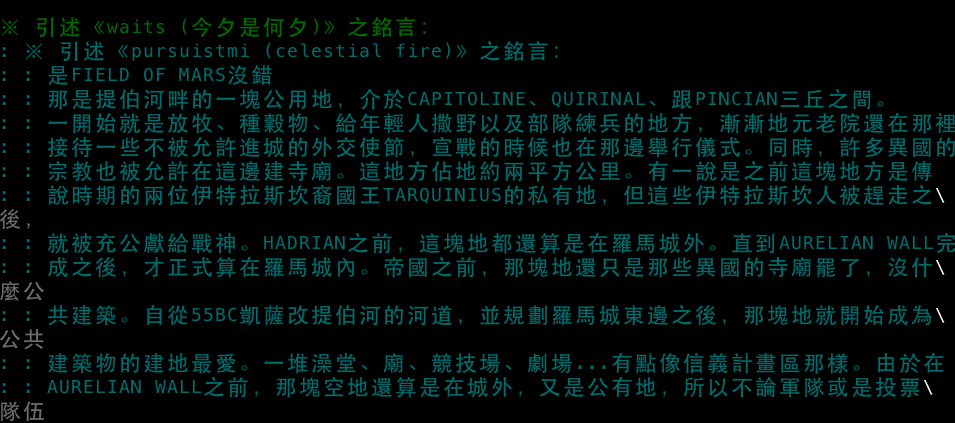 ※ 引述《waits (今夕是何夕)》之銘言:
: ※ 引述《pursuistmi (celestial fire)》之銘言:
: : 是FIELD OF MARS沒錯
: : 那是提伯河畔的一塊公用地, 介於CAPITOLINE、QUIRINAL、跟PINCIAN三丘之間。
: : 一開始就是放牧、種穀物、給年輕人撒野以及部隊練兵的地方, 漸漸地元老院還在那裡
: : 接待一些不被允許進城的外交使節, 宣戰的時候也在那邊舉行儀式。同時, 許多異國的
: : 宗教也被允許在這邊建寺廟。這地方佔地約兩平方公里。有一說是之前這塊地方是傳
: : 說時期的兩位伊特拉斯坎裔國王TARQUINIUS的私有地, 但這些伊特拉斯坎人被趕走之\
後,
: : 就被充公獻給戰神。HADRIAN之前, 這塊地都還算是在羅馬城外。直到AURELIAN WALL完
: : 成之後, 才正式算在羅馬城內。帝國之前, 那塊地還只是那些異國的寺廟罷了, 沒什\
麼公
: : 共建築。自從55BC凱薩改提伯河的河道, 並規劃羅馬城東邊之後, 那塊地就開始成為\
公共
: : 建築物的建地最愛。一堆澡堂、廟、競技場、劇場...有點像信義計畫區那樣。由於在
: : AURELIAN WALL之前, 那塊空地還算是在城外, 又是公有地, 所以不論軍隊或是投票\
隊伍